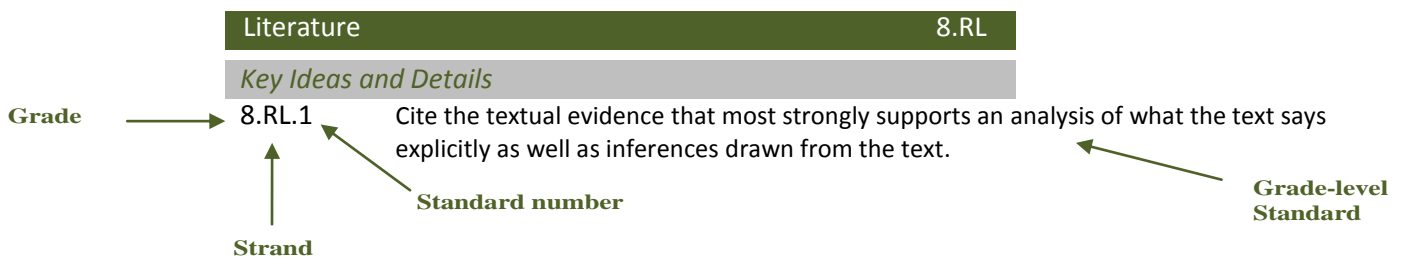 Literature 8.RL
Key Ideas and Details
Grade 8.RL.1 Cite the textual evidence that most strongly supports an analysis of what the text says
explicitly as well as inferences drawn from the text.
Standard number
Grade-level
Standard
Strand